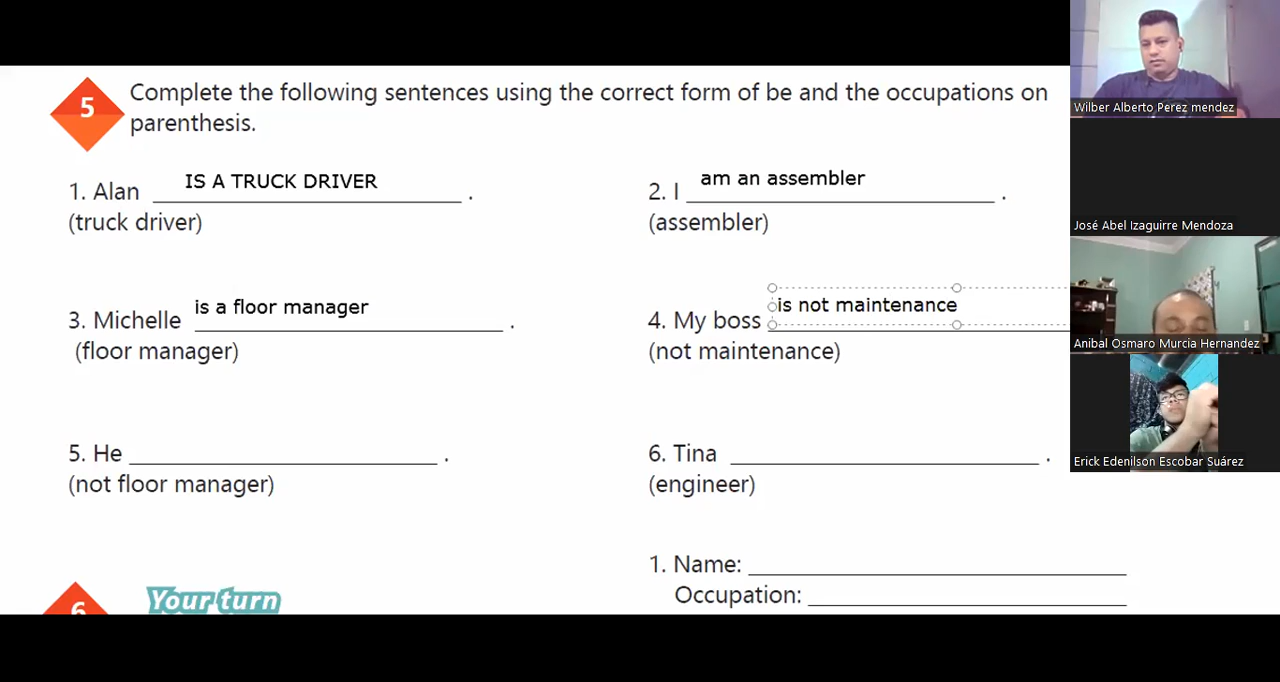 5
Complete the following sentences using the correct form of be and the occupations on
parenthesis.
1. Alan IS A TRUCK DRIVER .
(truck driver)
2. I am an assembler .
(assembler)
3. Michelle is a floor manager .
(floor manager)
4. My boss is not maintenance
(not maintenance)
5. He .
(not floor manager)
6. Tina .
(engineer)
1. Name:
Occupation:
6
Your turn
Wilber Alberto Perez mendez
José Abel Izaguirre Mendoza
Anibal Osmaro Murcia Hernandez
Erick Edenilson Escobar Suárez